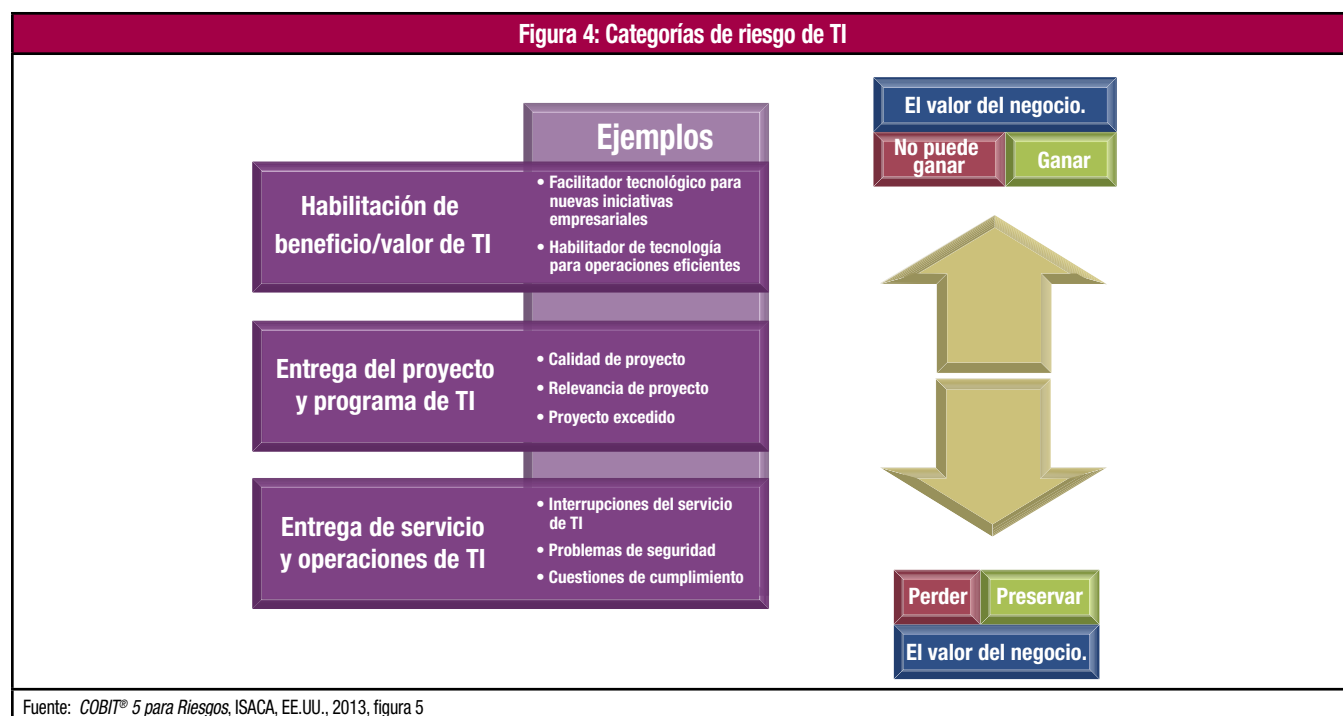 Figura 4: Categorías de riesgo de TI
Ejemplos
Habilitación de
beneficio/valor de TI
• Facilitador tecnológico para
nuevas iniciativas
empresariales
• Habilitador de tecnología
para operaciones eficientes
Entrega del proyecto
y programa de TI
• Calidad de proyecto
• Relevancia de proyecto
• Proyecto excedido
Entrega de servicio
y operaciones de TI
• Interrupciones del servicio
de TI
• Problemas de seguridad
• Cuestiones de cumplimiento
El valor del negocio.
No puede
ganar
Ganar
Perder
Preservar
El valor del negocio.
Fuente: COBIT® 5 para Riesgos, ISACA, EE.UU., 2013, figura 5